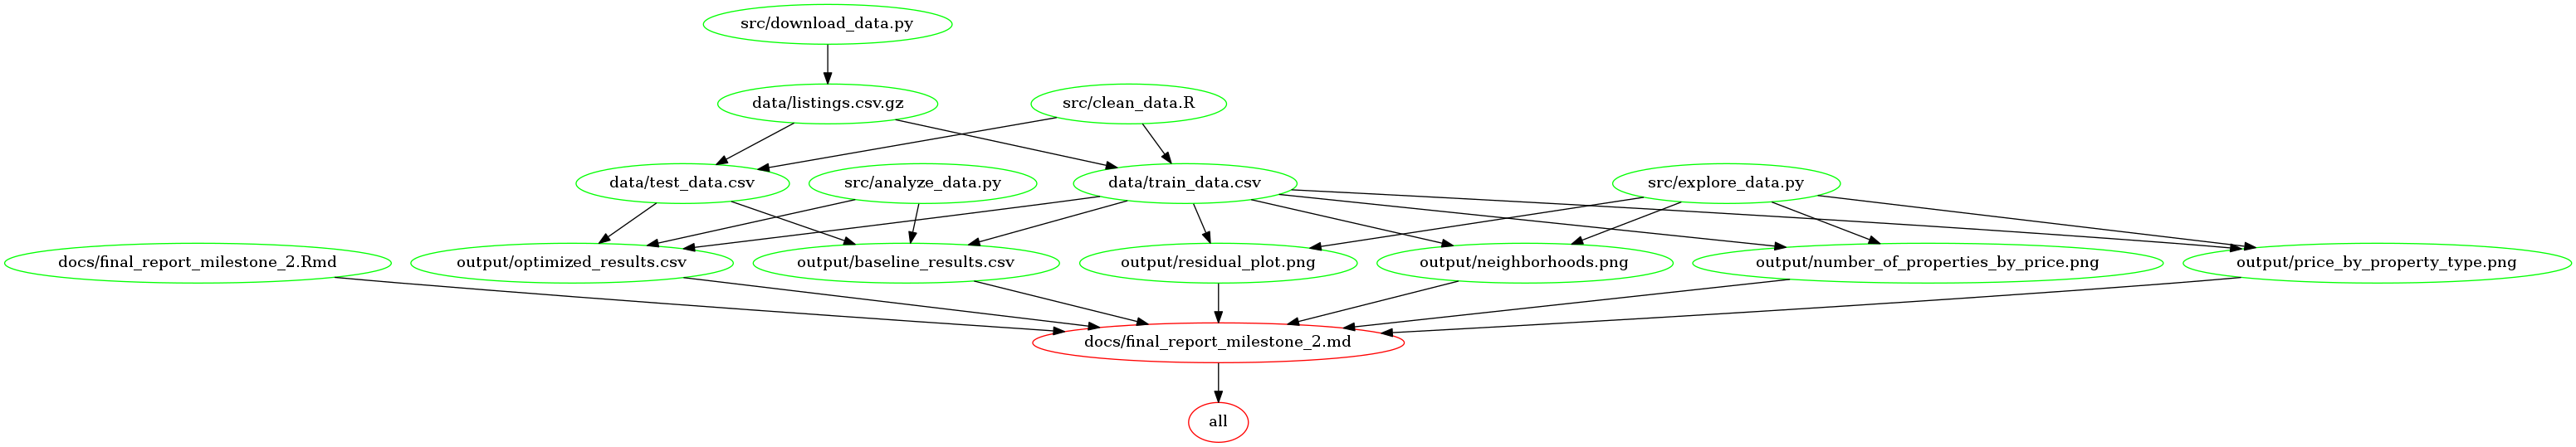 src/download_data.py
data/listings.csv.gz
src/clean_data.R
data/test_data.csv
src/analyze_data.py
data/train_data.csv
src/explore_data.py
docs/final_report_milestone_2.Rmd
output/optimized_results.csv
output/baseline_results.csv
output/residual_plot.png
output/neighborhoods.png
output/number_of_properties_by_price.png
output/price_by_property_type.png
docs/final_report_milestone_2.md
all